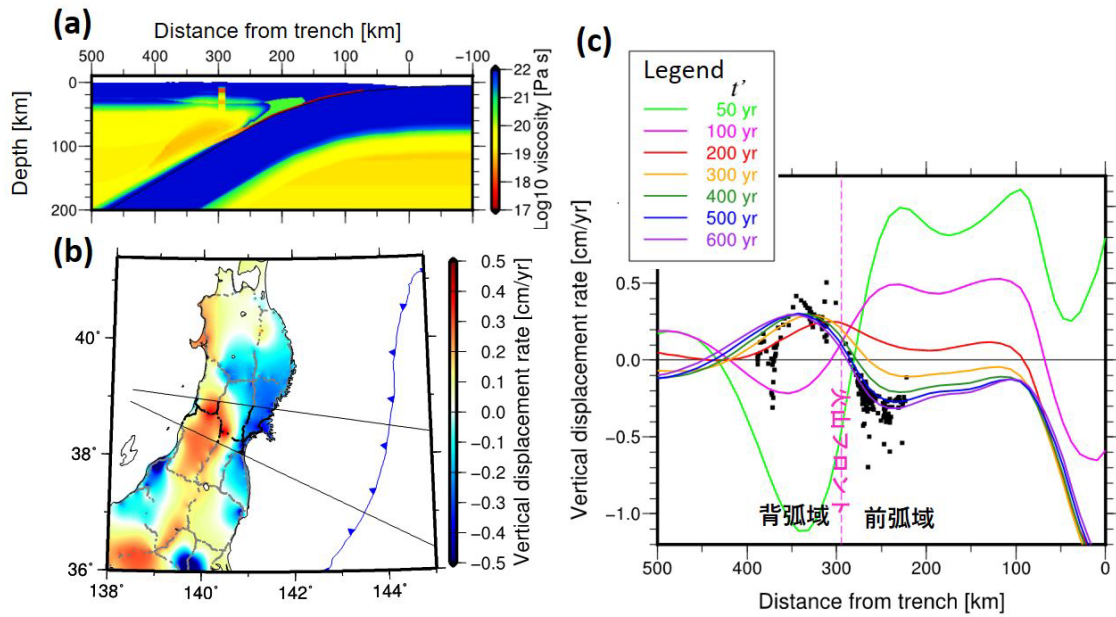 (a)
Distance from trench [km]
500 400 300 200 100 0 -100
Depth [km]
0
100
200
22
21
20
19
18
17
Log10 viscosity [Pa s]
(b)
40°
38°
36°
138° 140° 142° 144°
0.5
0.4
0.3
0.2
0.1
0.0
-0.1
-0.2
-0.3
-0.4
-0.5
Vertical displacement rate [cm/yr]
(c)
Legend
t'
50 yr
100 yr
200 yr
300 yr
400 yr
500 yr
600 yr
Vertical displacement rate [cm/yr]
0.5
0.0
-0.5
-1.0
火山フロント
背弧域
前弧域
500 400 300 200 100 0
Distance from trench [km]